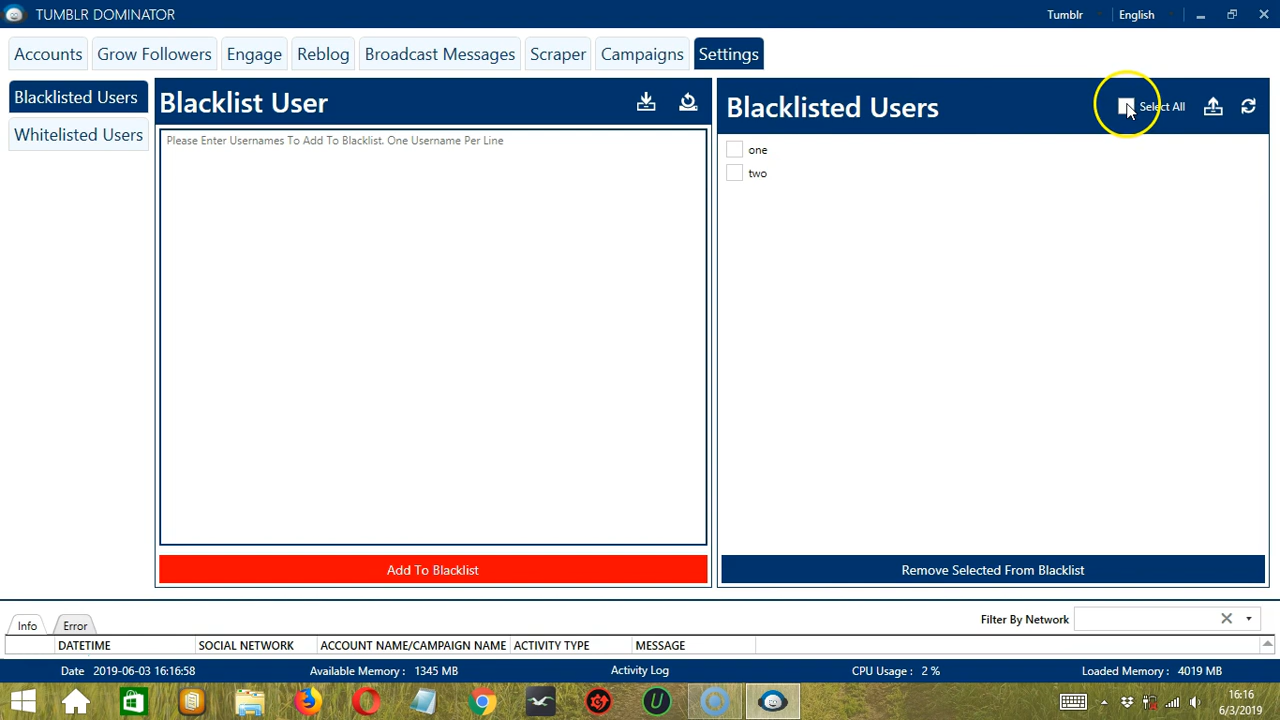 TUMBLR DOMINATOR
Tumblr
English
Accounts
Grow Followers
Engage
Reblog
Broadcast Messages
Scraper
Campaigns
Settings
Blacklisted Users
Whitelisted Users
Blacklist User
Please Enter Usernames To Add To Blacklist. One Username Per Line
Add To Blacklist
Blacklisted Users
Select All
one
two
Remove Selected From Blacklist
Info
Error
Filter By Network
DATETIME
SOCIAL NETWORK
ACCOUNT NAME/CAMPAIGN NAME
ACTIVITY TYPE
MESSAGE
Date 2019-06-03 16:16:58
Available Memory : 1345 MB
Activity Log
CPU Usage : 2 %
Loaded Memory : 4019 MB
16:16
6/3/2019